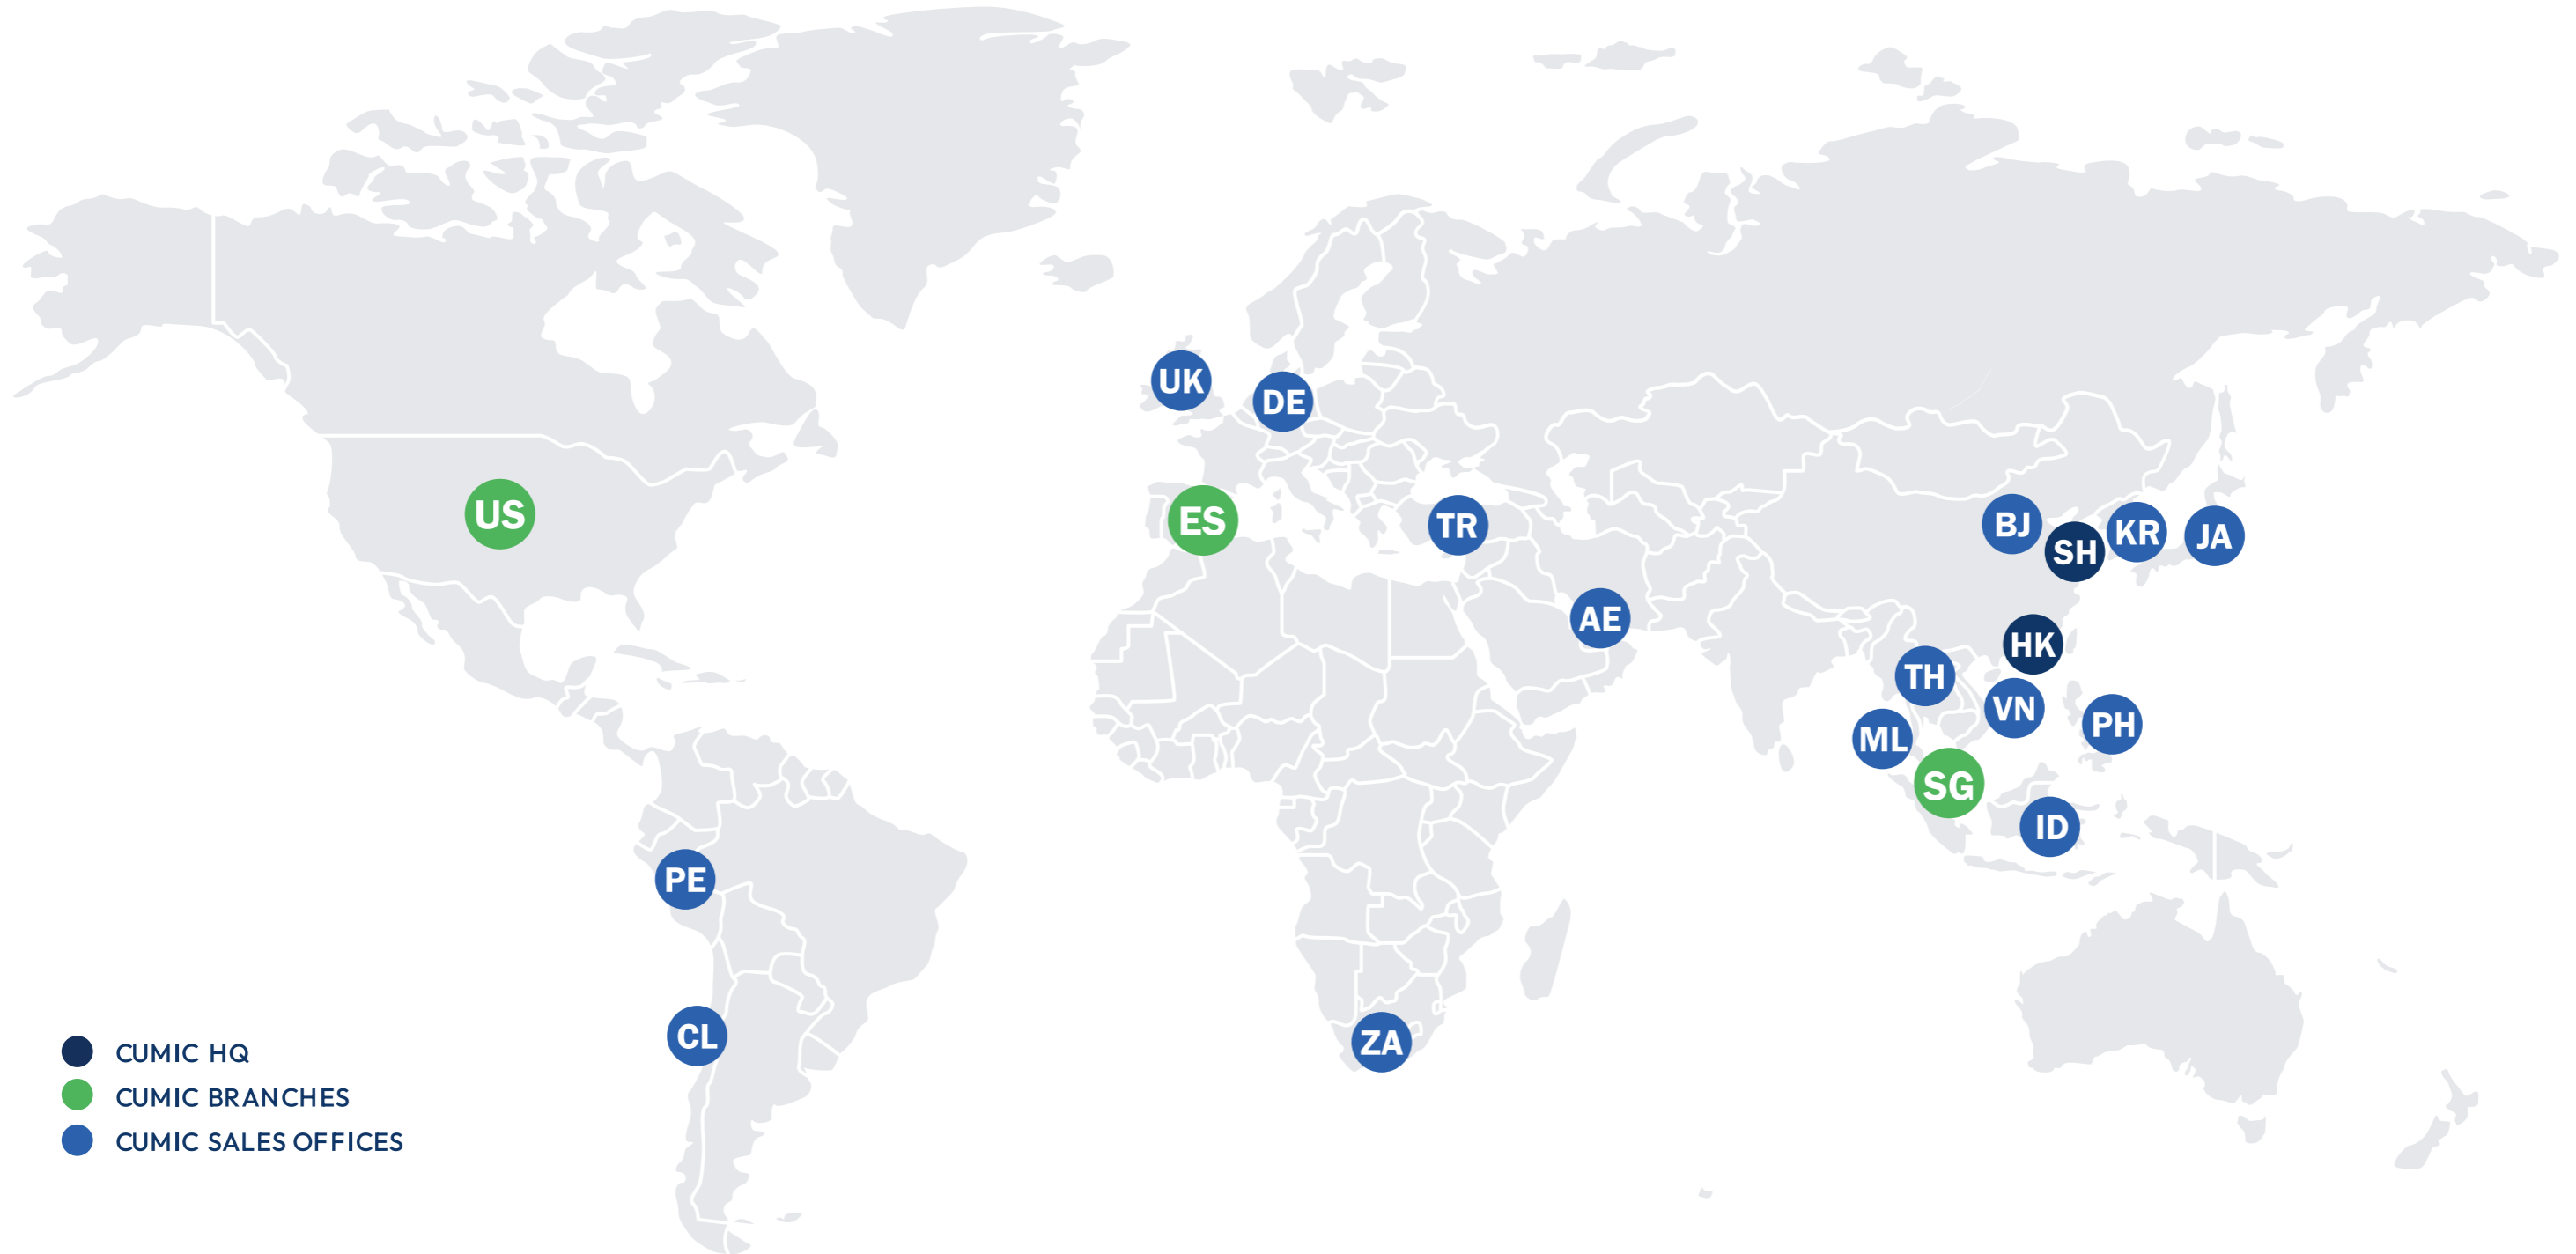 UK
DE
US
ES
TR
BJ
SH
KR
JA
AE
HK
TH
VN
PH
ML
SG
ID
PE
CL
ZA
CUMIC HQ
CUMIC BRANCHES
CUMIC SALES OFFICES